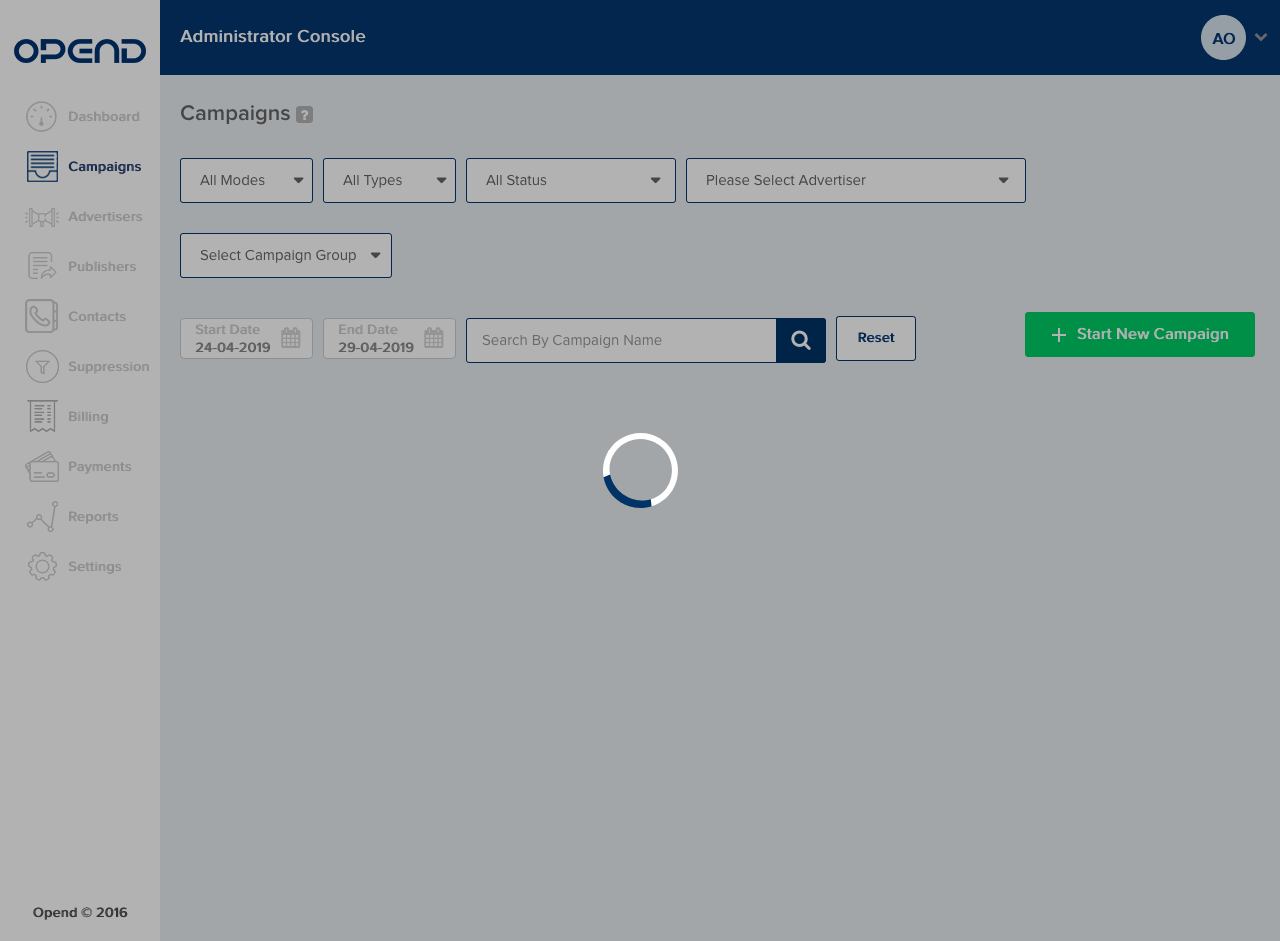 OPEND
Administrator Console
AO
Dashboard
Campaigns
Advertisers
Publishers
Contacts
Suppression
Billing
Payments
Reports
Settings
Opend © 2016
Campaigns ?
All Modes
All Types
All Status
Please Select Advertiser
Select Campaign Group
Start Date
24-04-2019
End Date
29-04-2019
Search By Campaign Name
Reset
+ Start New Campaign